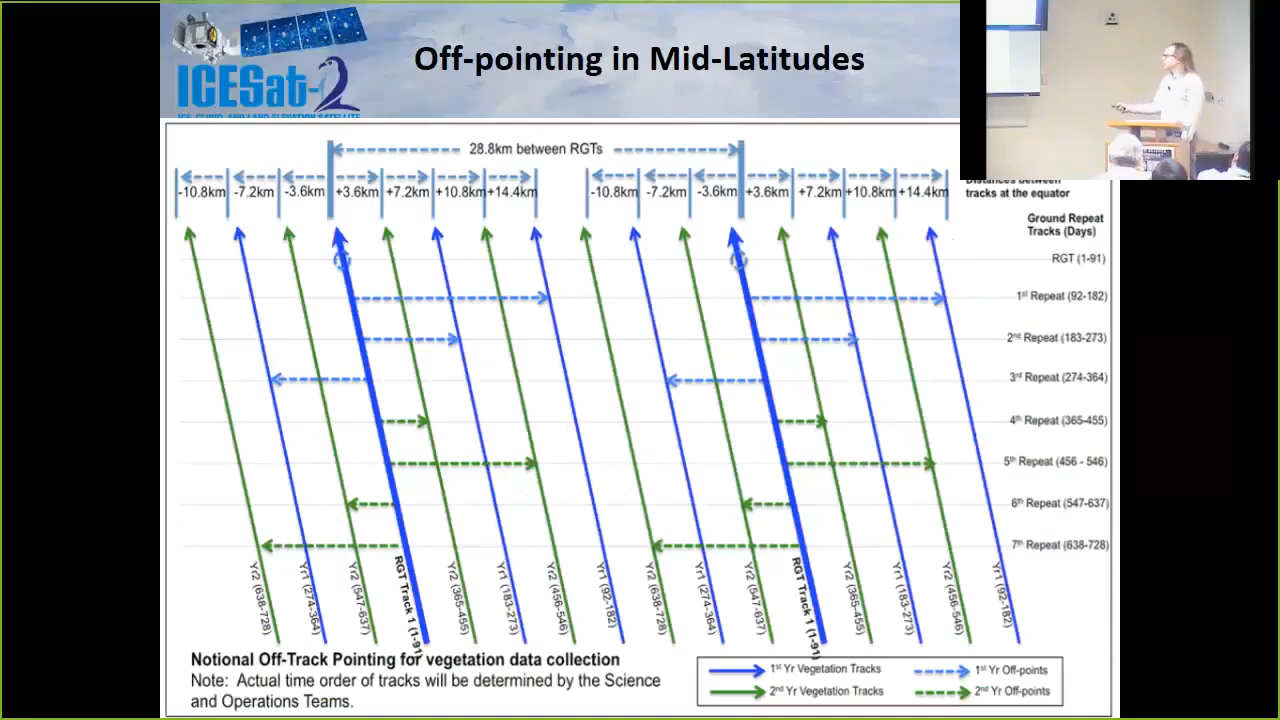 ICESat-2
ICE, CLOUD, AND LAND ELEVATION SATELLITE
Off-pointing in Mid-Latitudes
28.8km between RGTs
-10.8km -7.2km -3.6km +3.6km +7.2km +10.8km +14.4km -10.8km -7.2km -3.6km +3.6km +7.2km +10.8km +14.4km
Distances between
tracks at the equator
Ground Repeat
Tracks (Days)
RGT (1-91)
1st Repeat (92-182)
2nd Repeat (183-273)
3rd Repeat (274-364)
4th Repeat (365-455)
5th Repeat (456 - 546)
6th Repeat (547-637)
7th Repeat (638-728)
Yr2 (638-728)
Yr1 (274-364)
Yr2 (547-637)
RGT Track 1 (1-91)
Yr2 (365-455)
Yr1 (183-273)
Yr2 (456-546)
Yr1 (92-182)
Yr2 (638-728)
Yr1 (274-364)
Yr2 (547-637)
RGT Track 1 (1-91)
Yr2 (365-455)
Yr1 (183-273)
Yr2 (456-546)
Yr1 (92-182)
Notional Off-Track Pointing for vegetation data collection
Note: Actual time order of tracks will be determined by the Science
and Operations Teams.
1st Yr Vegetation Tracks
1st Yr Off-points
2nd Yr Vegetation Tracks
2nd Yr Off-points